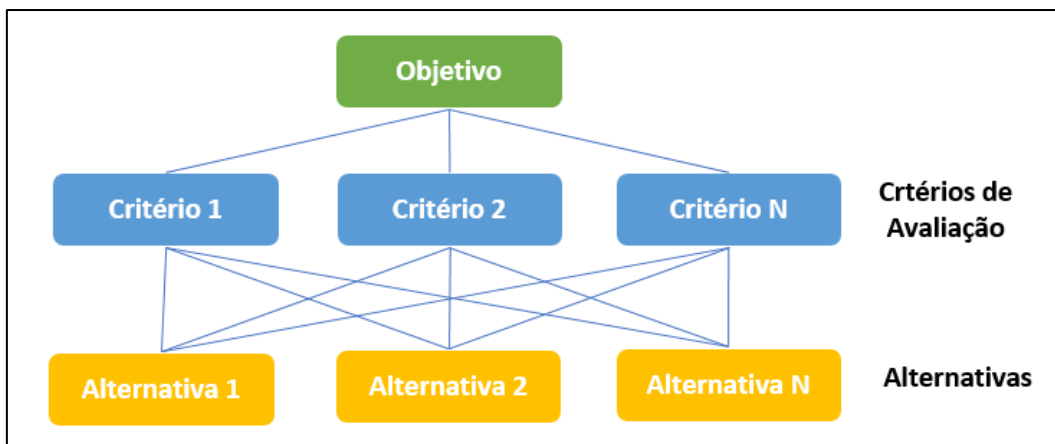 Objetivo
Critério 1
Critério 2
Critério N
Crtérios de
Avaliação
Alternativa 1
Alternativa 2
Alternativa N
Alternativas